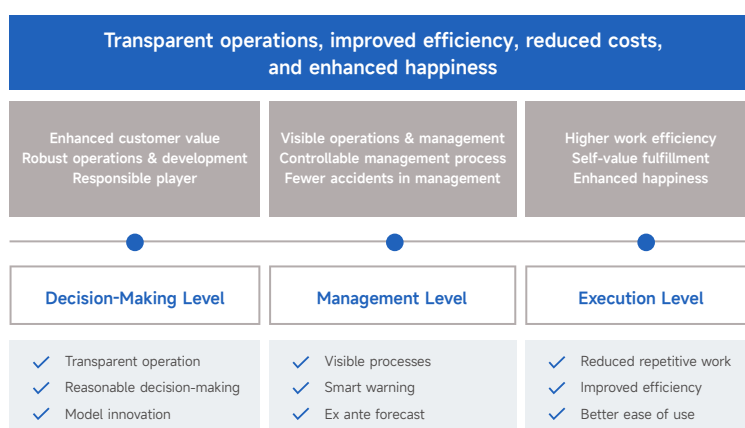 Transparent operations, improved efficiency, reduced costs,
and enhanced happiness
Enhanced customer value
Robust operations & development
Responsible player
Visible operations & management
Controllable management process
Fewer accidents in management
Higher work efficiency
Self-value fulfillment
Enhanced happiness
Decision-Making Level
Management Level
Execution Level
Transparent operation
Reasonable decision-making
Model innovation
Visible processes
Smart warning
Ex ante forecast
Reduced repetitive work
Improved efficiency
Better ease of use